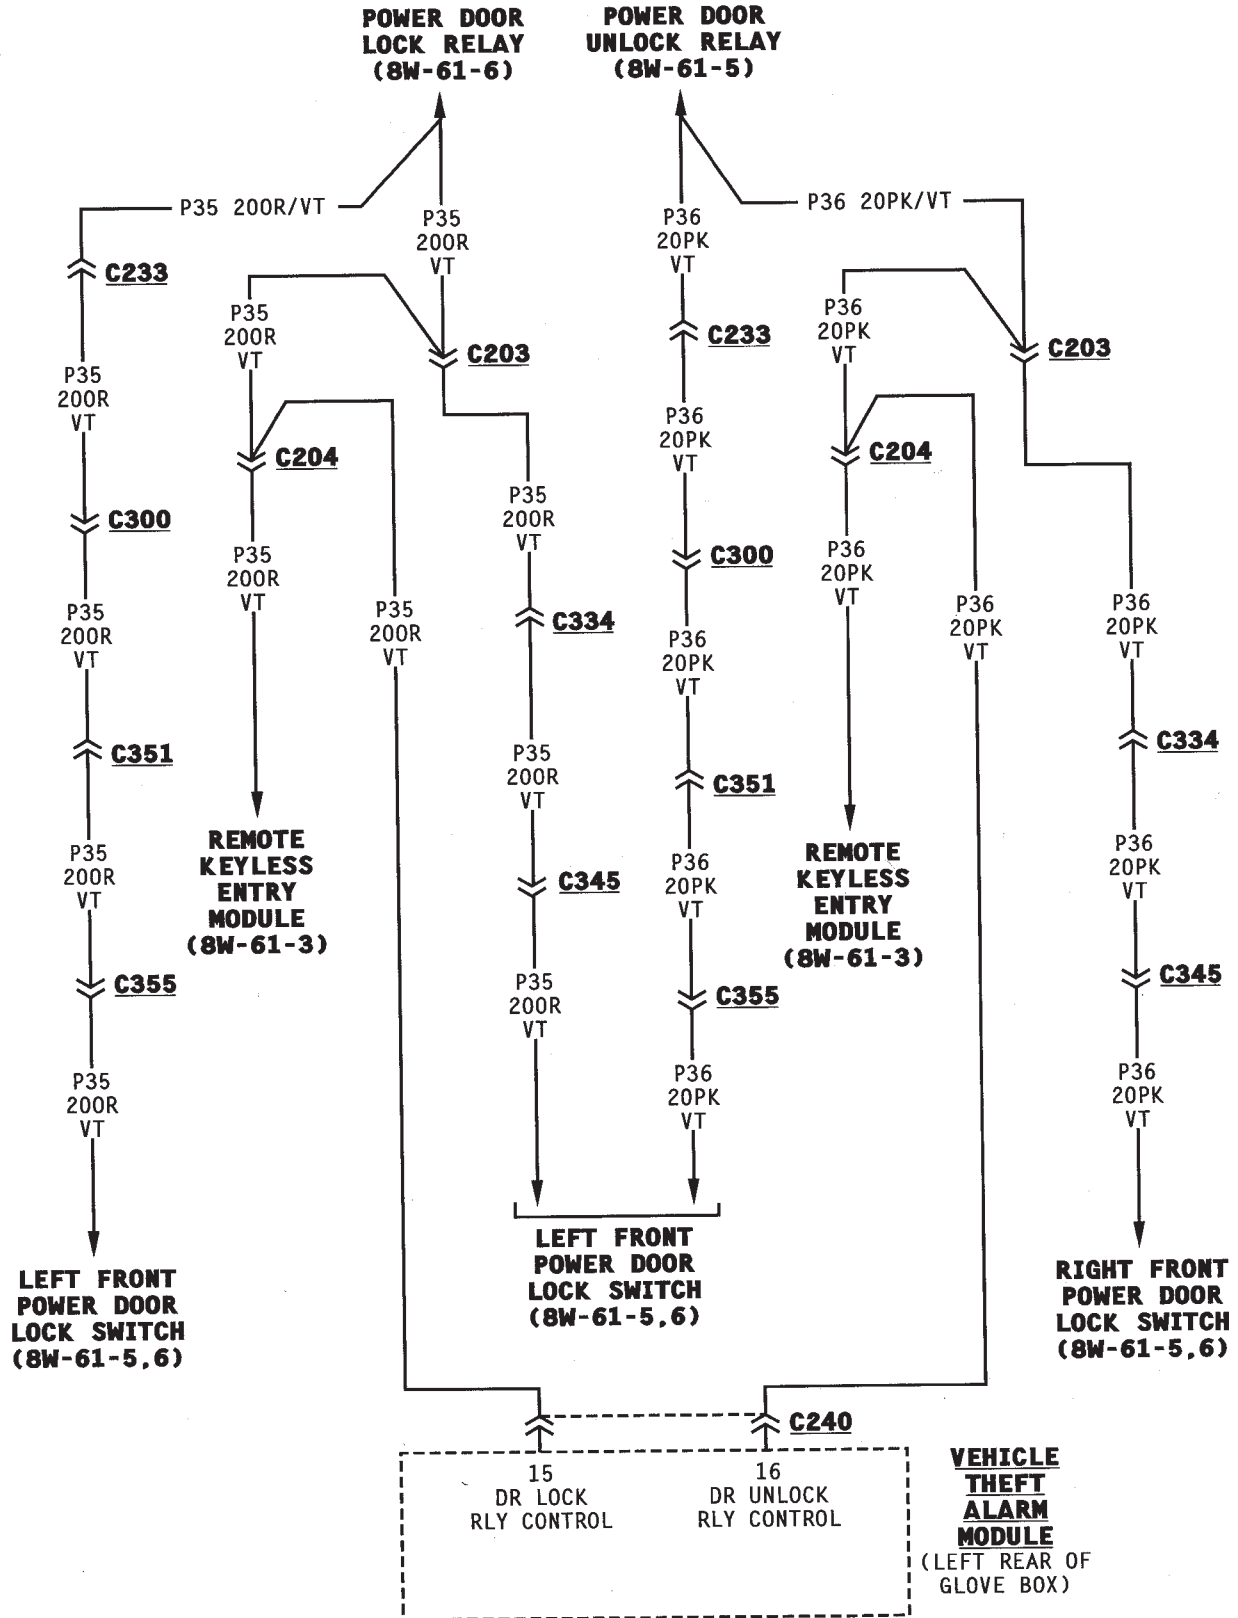 POWER DOOR
LOCK RELAY
(8W-61-6)
POWER DOOR
UNLOCK RELAY
(8W-61-5)
P35 20OR/VT
P35
20OR
VT
P36
20PK
VT
P36 20PK/VT
C233
P35
20OR
VT
C203
C233
P36
20PK
VT
C203
P35
20OR
VT
C204
P36
20PK
VT
C204
C300
P35
20OR
VT
P35
20OR
VT
C300
P36
20PK
VT
P35
20OR
VT
P35
20OR
VT
C334
P36
20PK
VT
P36
20PK
VT
P36
20PK
VT
C351
P35
20OR
VT
C351
C334
REMOTE
KEYLESS
ENTRY
MODULE
(8W-61-3)
P35
20OR
VT
C345
P36
20PK
VT
REMOTE
KEYLESS
ENTRY
MODULE
(8W-61-3)
P36
20PK
VT
C355
P35
20OR
VT
C355
C345
P35
20OR
VT
P36
20PK
VT
P36
20PK
VT
LEFT FRONT
POWER DOOR
LOCK SWITCH
(8W-61-5,6)
LEFT FRONT
POWER DOOR
LOCK SWITCH
(8W-61-5,6)
RIGHT FRONT
POWER DOOR
LOCK SWITCH
(8W-61-5,6)
C240
15
DR LOCK
RLY CONTROL
16
DR UNLOCK
RLY CONTROL
VEHICLE
THEFT
ALARM
MODULE
(LEFT REAR OF
GLOVE BOX)